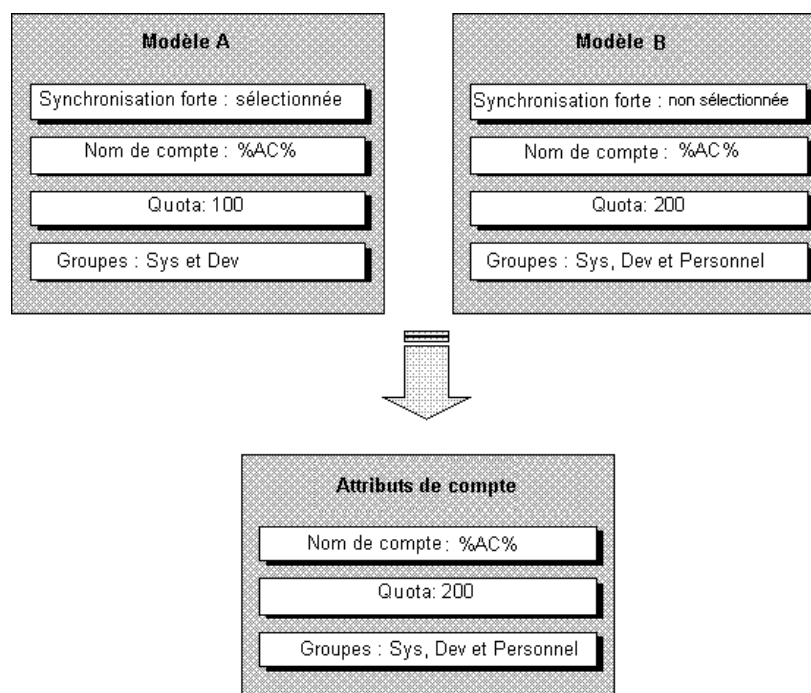 Modèle A
Synchronisation forte : sélectionnée
Nom de compte : %AC%
Quota: 100
Groupes : Sys et Dev
Modèle B
Synchronisation forte : non sélectionnée
Nom de compte : %AC%
Quota: 200
Groupes : Sys, Dev et Personnel
Attributs de compte
Nom de compte : %AC%
Quota: 200
Groupes : Sys, Dev et Personnel